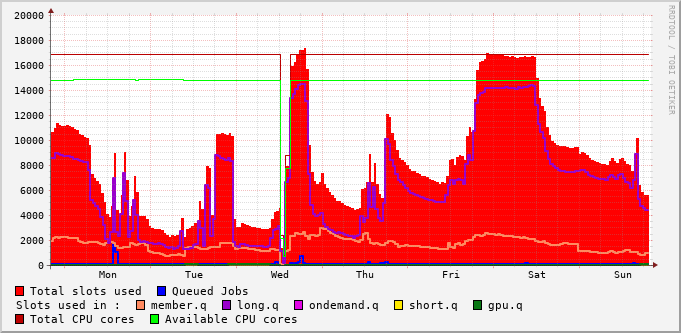 20000
18000
16000
14000
12000
10000
8000
6000
4000
2000
0
Mon Tue Wed Thu Fri Sat Sun
RRDTOOL / TOBI OETIKER
Total slots used Queued Jobs
Slots used in : member.q long.q ondemand.q short.q gpu.q
Total CPU cores Available CPU cores